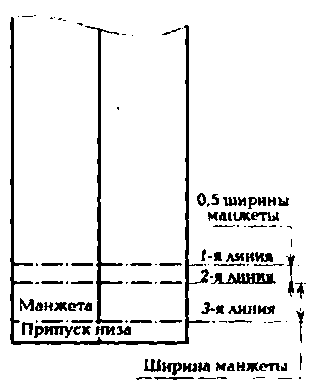 0,5 ширины
манжеты
1-я линия
2-я линия
Манжета
3-я линия
Припуск низа
Ширина манжеты